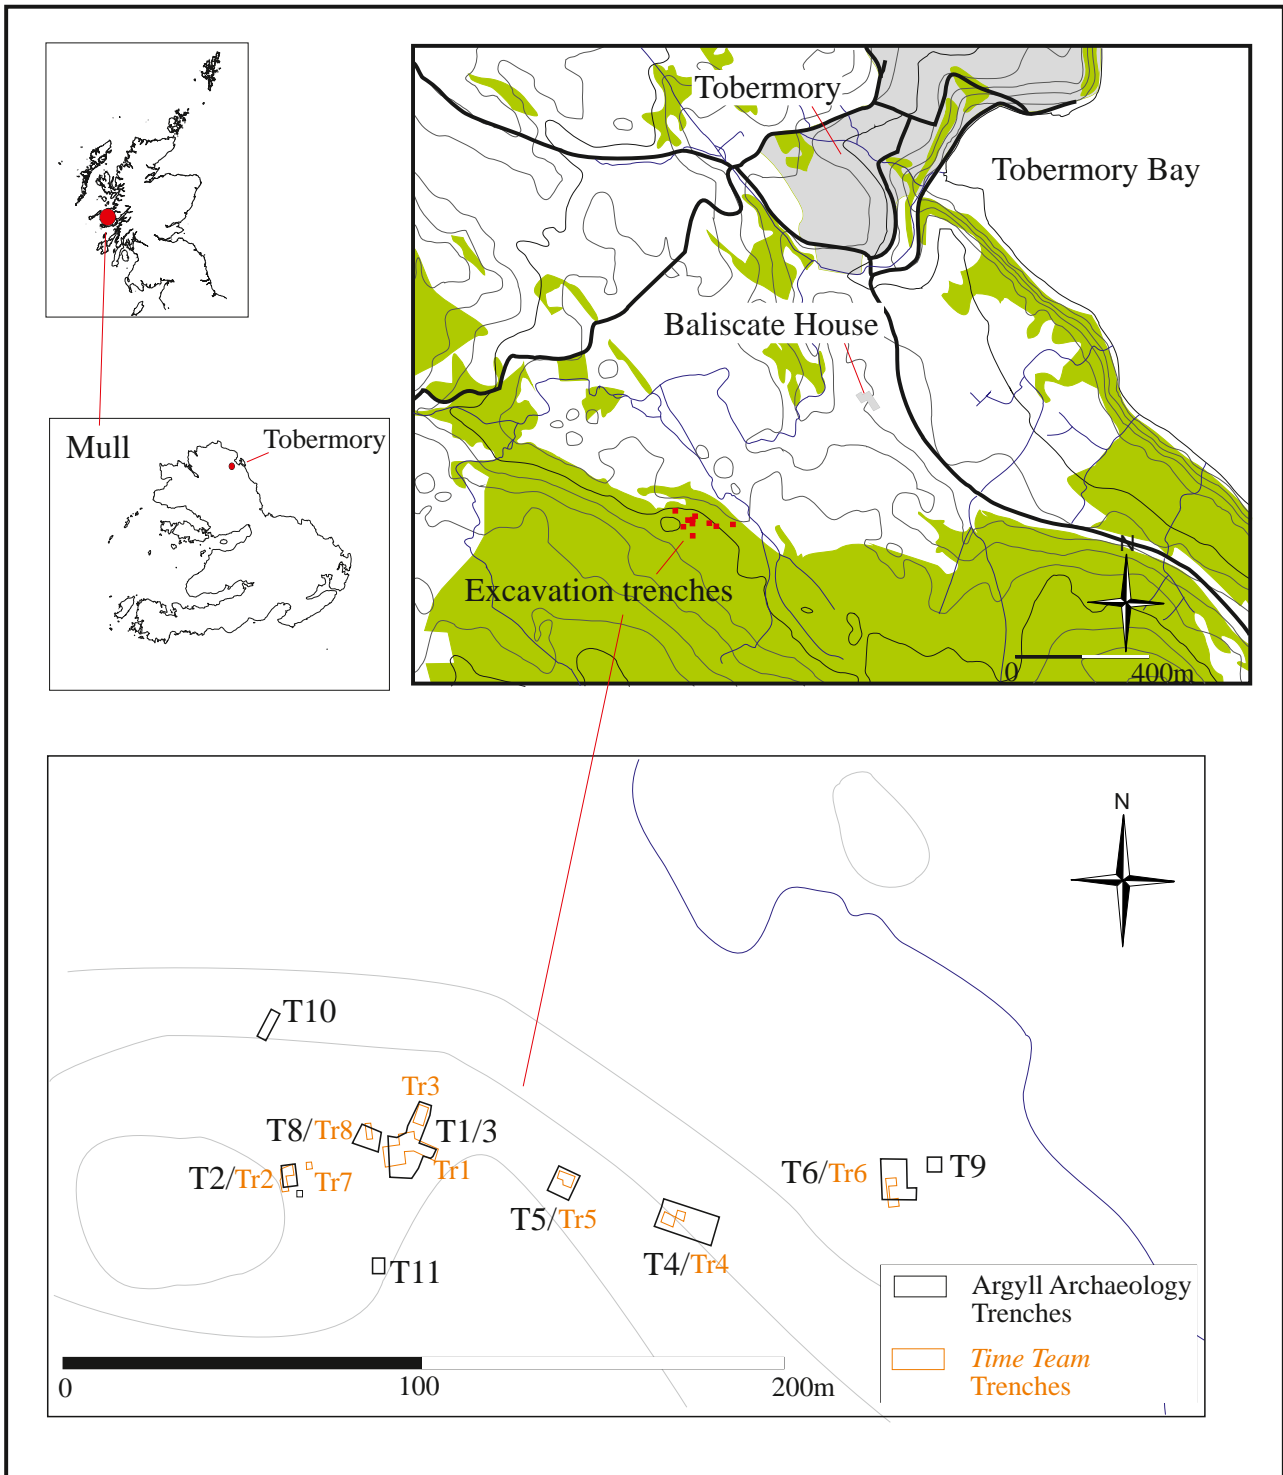 Tobermory
Tobermory Bay
Baliscate House
Mull
Tobermory
Excavation trenches
N
0
400m
N
T10
Tr3
T8/Tr8
T1/3
Tr1
T2/Tr2
Tr7
T6/Tr6
T9
T5/Tr5
T4/Tr4
T11
Argyll Archaeology
Trenches
Time Team
Trenches
0
100
200m